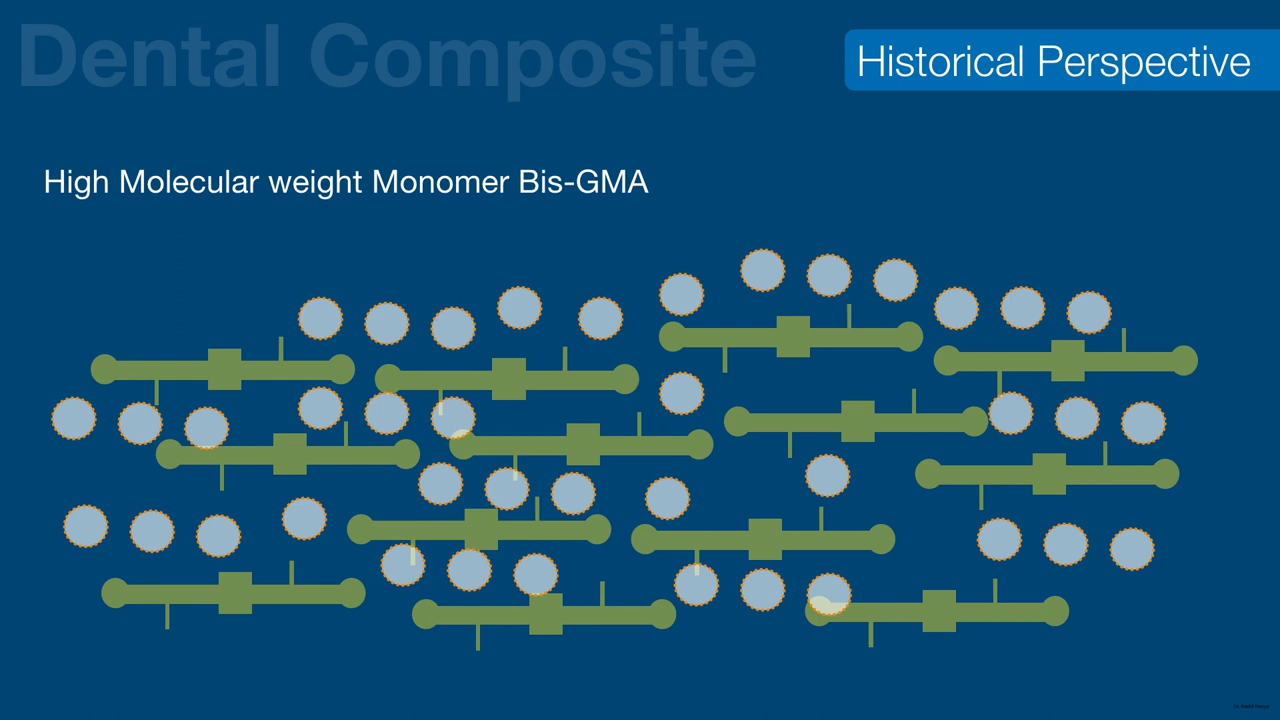 Dental Composite
Historical Perspective
High Molecular weight Monomer Bis-GMA